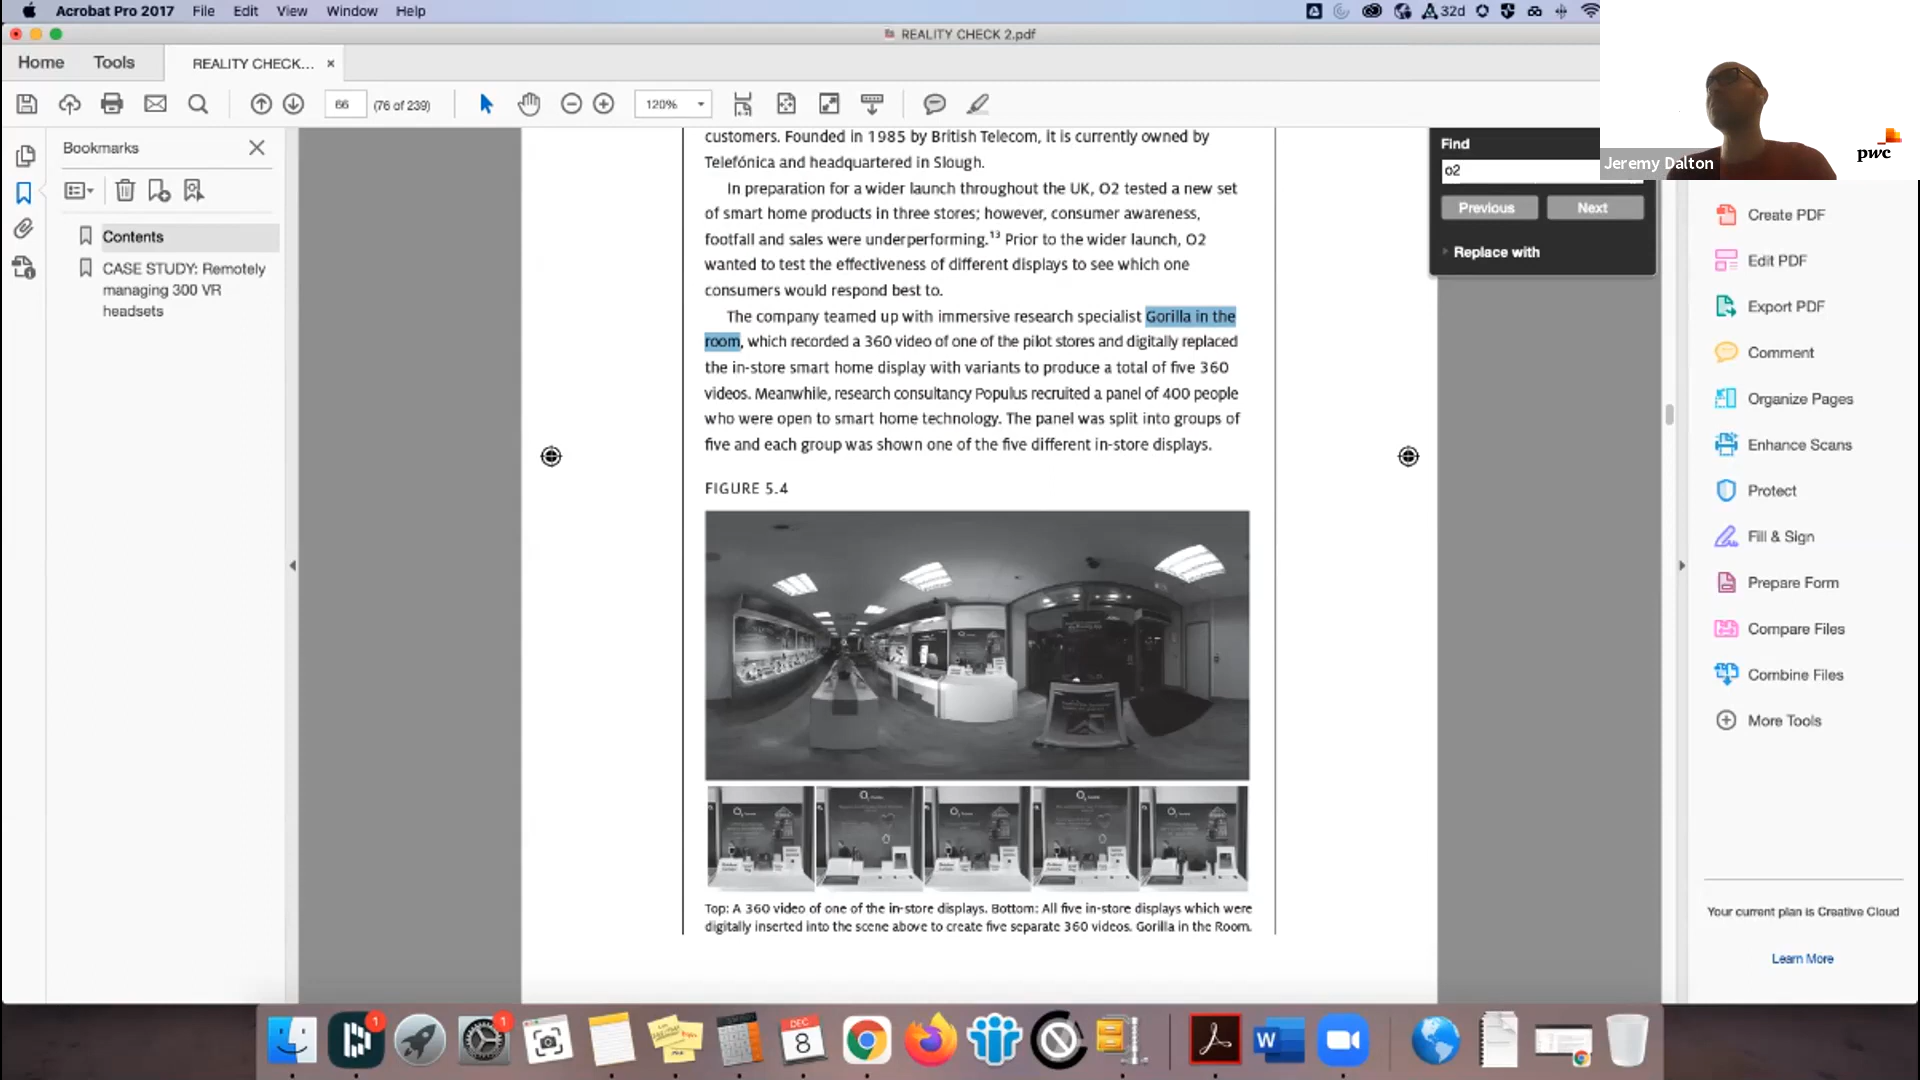 Acrobat Pro 2017 File Edit View Window Help
32d
REALITY CHECK 2.pdf
Home Tools REALITY CHECK... ×
66 (76 of 239) 120%
Bookmarks
Contents
CASE STUDY: Remotely
managing 300 VR
headsets
customers. Founded in 1985 by British Telecom, it is currently owned by
Telefónica and headquartered in Slough.
In preparation for a wider launch throughout the UK, O2 tested a new set
of smart home products in three stores; however, consumer awareness,
footfall and sales were underperforming.¹³ Prior to the wider launch, O2
wanted to test the effectiveness of different displays to see which one
consumers would respond best to.
The company teamed up with immersive research specialist Gorilla in the
room, which recorded a 360 video of one of the pilot stores and digitally replaced
the in-store smart home display with variants to produce a total of five 360
videos. Meanwhile, research consultancy Populus recruited a panel of 400 people
who were open to smart home technology. The panel was split into groups of
five and each group was shown one of the five different in-store displays.
FIGURE 5.4
Top: A 360 video of one of the in-store displays. Bottom: All five in-store displays which were
digitally inserted into the scene above to create five separate 360 videos. Gorilla in the Room.
Find
o2
Previous Next
Replace with
Jeremy Dalton
pwc
Create PDF
Edit PDF
Export PDF
Comment
Organize Pages
Enhance Scans
Protect
Fill & Sign
Prepare Form
Compare Files
Combine Files
More Tools
Your current plan is Creative Cloud
Learn More
1
1
DEC
8
W